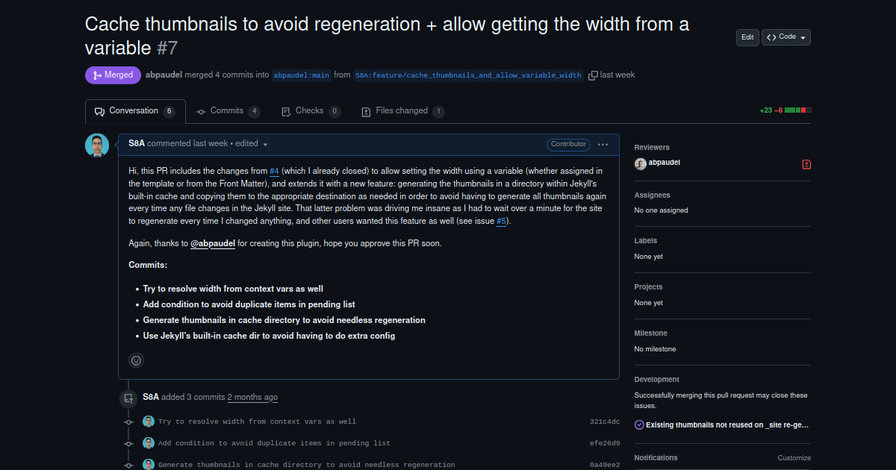 Cache thumbnails to avoid regeneration + allow getting the width from a
variable #7
Edit
Code
Merged
abpaudel merged 4 commits into abpaudel:main from S8A:feature/cache_thumbnails_and_allow_variable_width last week
Conversation 6
Commits 4
Checks 0
Files changed 1
+23 −8
S8A commented last week • edited
Contributor
Hi, this PR includes the changes from #4 (which I already closed) to allow setting the width using a variable (whether assigned in
the template or from the Front Matter), and extends it with a new feature: generating the thumbnails in a directory within Jekyll's
built-in cache and copying them to the appropriate destination as needed in order to avoid having to generate all thumbnails again
every time any file changes in the Jekyll site. That latter problem was driving me insane as I had to wait over a minute for the site
to regenerate every time I changed anything, and other users wanted this feature as well (see issue #5).
Again, thanks to @abpaudel for creating this plugin, hope you approve this PR soon.
Commits:
• Try to resolve width from context vars as well
• Add condition to avoid duplicate items in pending list
• Generate thumbnails in cache directory to avoid needless regeneration
• Use Jekyll's built-in cache dir to avoid having to do extra config
S8A added 3 commits 2 months ago
Try to resolve width from context vars as well 321c4dc
Add condition to avoid duplicate items in pending list efe26d9
Generate thumbnails in cache directory to avoid needless regeneration 0a49ee2
Reviewers
abpaudel
Assignees
No one assigned
Labels
None yet
Projects
None yet
Milestone
No milestone
Development
Successfully merging this pull request may close these
issues.
Existing thumbnails not reused on _site re-ge...
Notifications
Customize